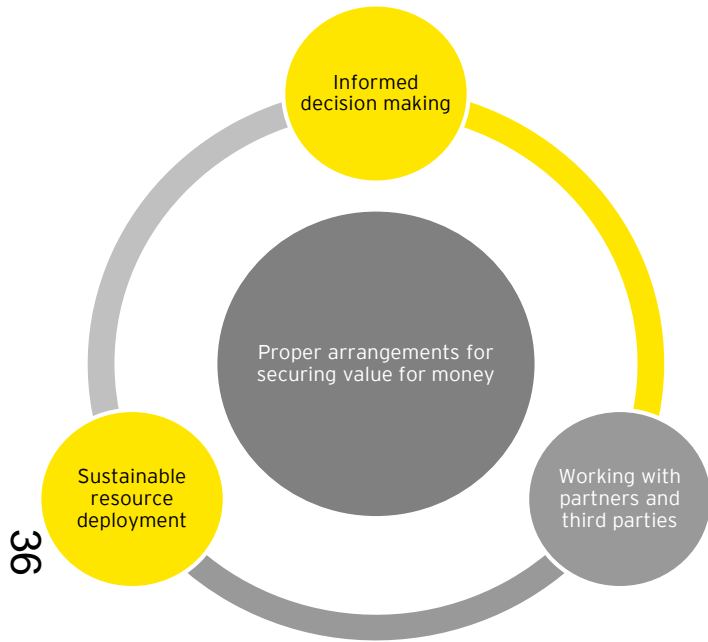 Informed
decision making
Proper arrangements for
securing value for money
Sustainable
resource
deployment
Working with
partners and
third parties
36